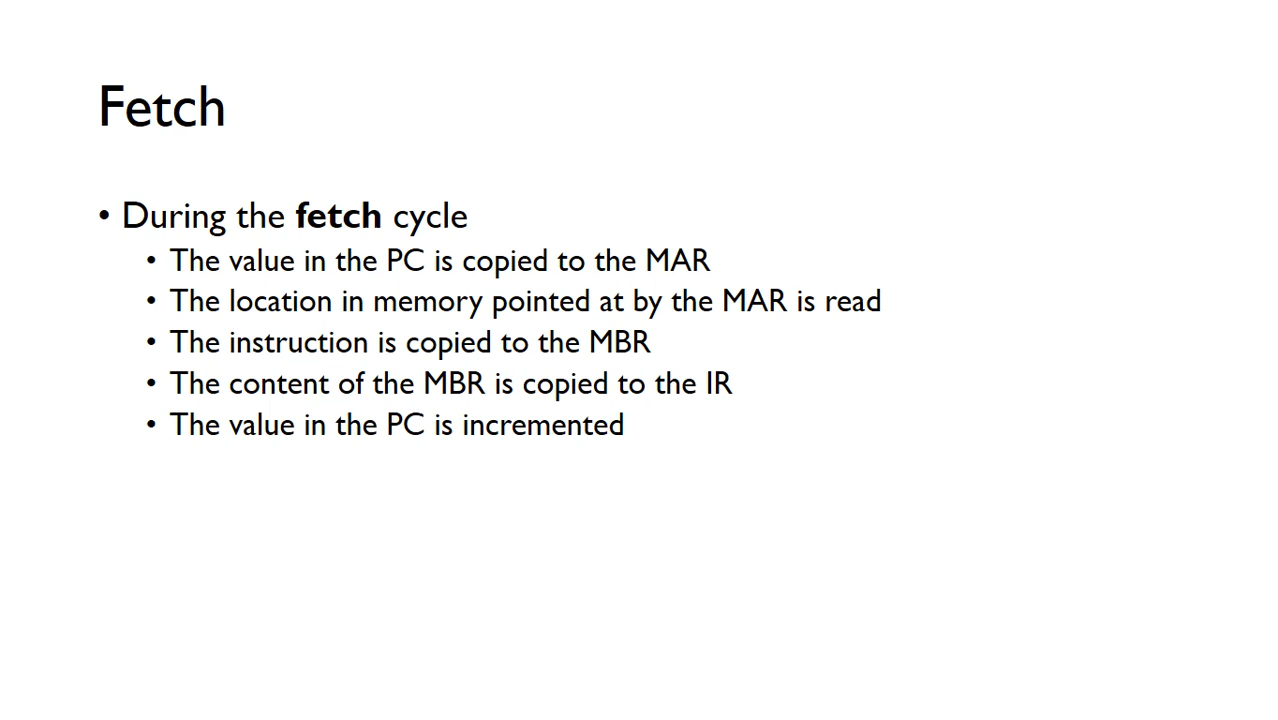 Fetch
• During the fetch cycle
• The value in the PC is copied to the MAR
• The location in memory pointed at by the MAR is read
• The instruction is copied to the MBR
• The content of the MBR is copied to the IR
• The value in the PC is incremented